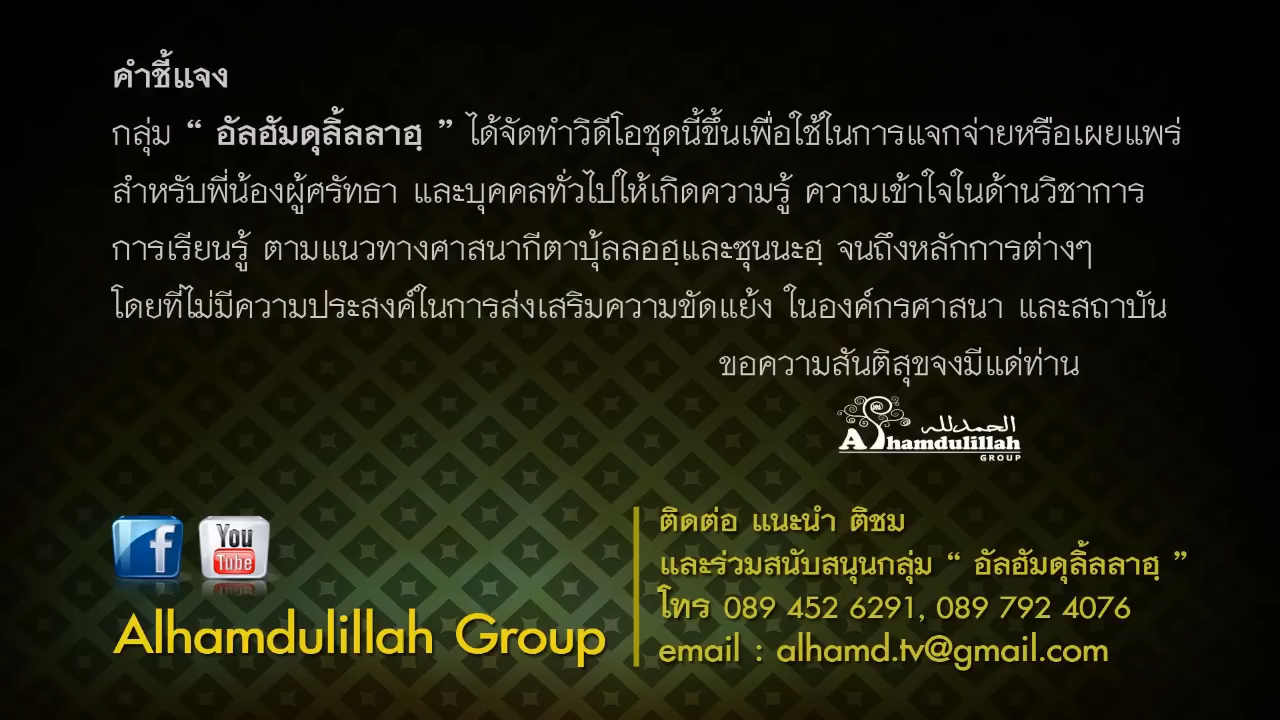 คำชี้แจง
กลุ่ม “ อัลฮัมดุลิ้ลลาฮฺ ” ได้จัดทำวิดีโอชุดนี้ขึ้นเพื่อใช้ในการแจกจ่ายหรือเผยแพร่
สำหรับพี่น้องผู้ศรัทธา และบุคคลทั่วไปให้เกิดความรู้ ความเข้าใจในด้านวิชาการ
การเรียนรู้ ตามแนวทางศาสนากีตาบุ้ลลอฮฺและซุนนะฮฺ จนถึงหลักการต่างๆ
โดยที่ไม่มีความประสงค์ในการส่งเสริมความขัดแย้ง ในองค์กรศาสนา และสถาบัน
ขอความสันติสุขจงมีแด่ท่าน
الحمدلله
Alhamdulillah
GROUP
f
You
Tube
Alhamdulillah Group
ติดต่อ แนะนำ ติชม
และร่วมสนับสนุนกลุ่ม “ อัลฮัมดุลิ้ลลาฮฺ ”
โทร 089 452 6291, 089 792 4076
email : alhamd.tv@gmail.com